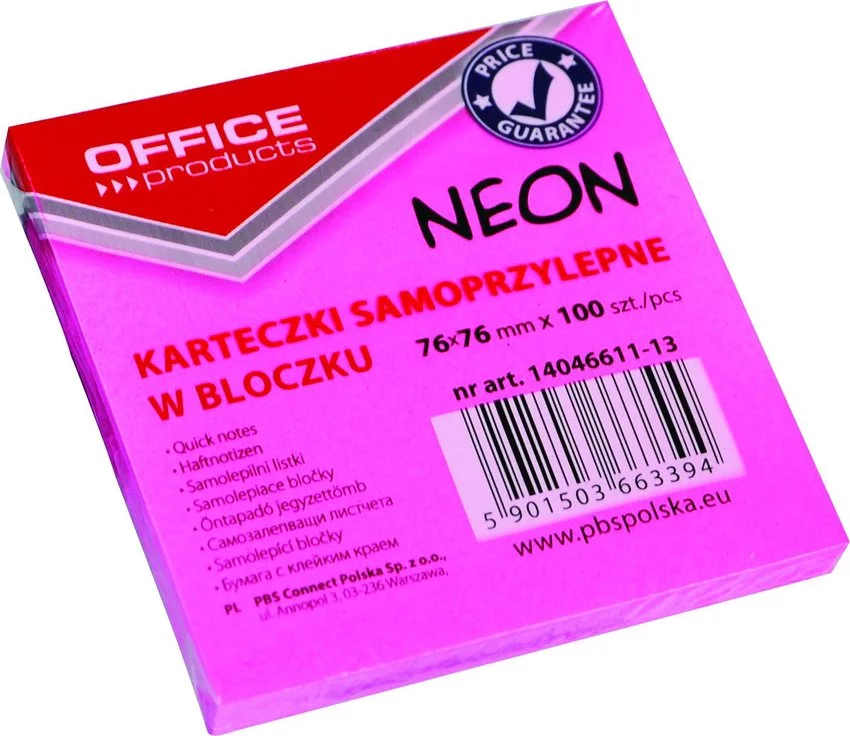 OFFICE
products
PRICE
GUARANTEE
NEON
KARTECZKI SAMOPRZYLEPNE
W BLOCZKU
76x76 mm x 100 szt./pcs
nr art. 14046611-13
• Quick notes
• Haftnotizen
• Samolepilni listki
• Samolepiace bločky
• Öntapadó jegyzettömb
• Самозалепващи листчета
• Samolepící bločky
• Бумага с клейким краем
PL PBS Connect Polska Sp. z o.o.,
ul. Annopol 3, 03-236 Warszawa,
5 901503 663394
www.pbspolska.eu